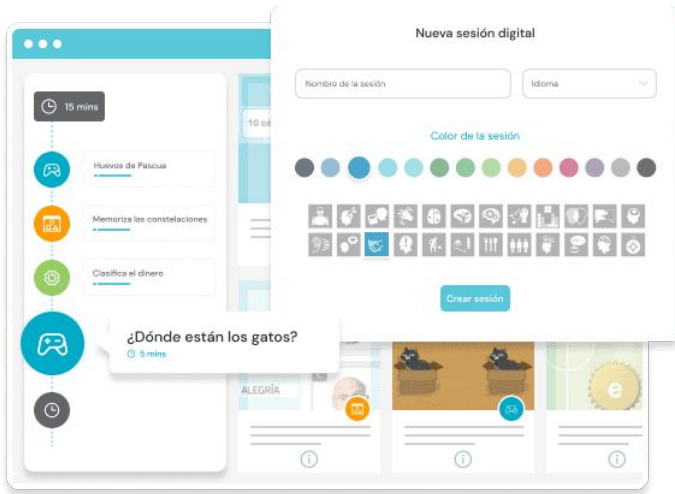 Nueva sesión digital
Nombre de la sesión
Idioma
Color de la sesión
Crear sesión
15 mins
Huevos de Pascua
Memoriza las constelaciones
Clasifica el dinero
¿Dónde están los gatos?
5 mins
10
ALEGRÍA
e